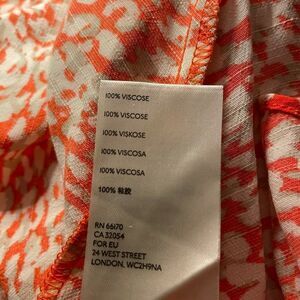 100% VISCOSE
100% VISCOSE
100% VISKOSE
100% VISCOSA
100% VISCOSA
100% 粘胶
RN 66170
CA 32054
FOR EU
24 WEST STREET
LONDON, WC2H9NA